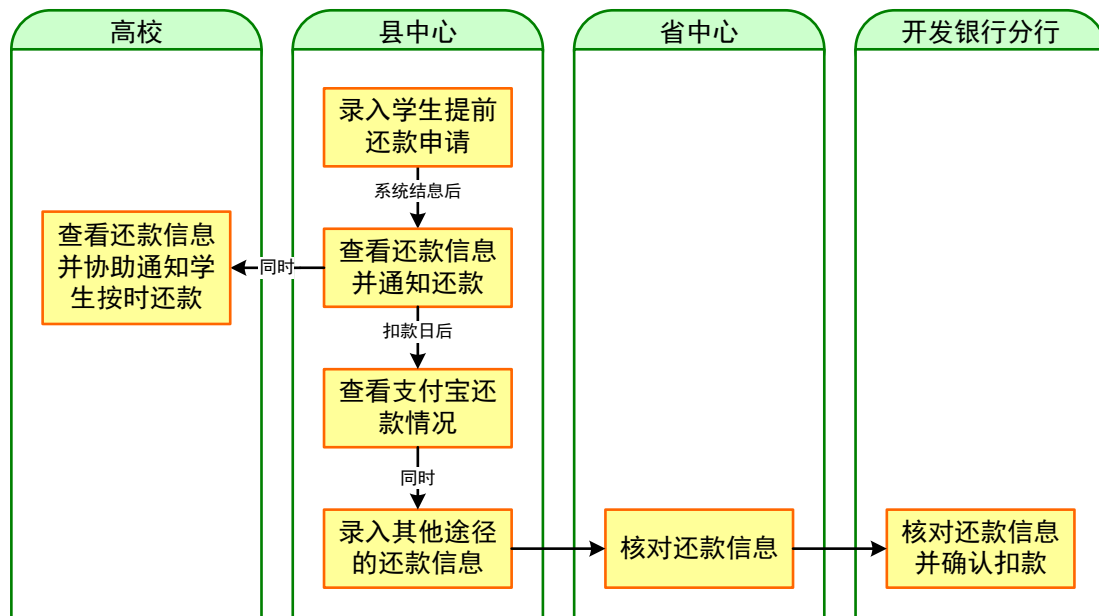 高校
县中心
省中心
开发银行分行
录入学生提前
还款申请
系统结息后
查看还款信息
并协助通知学
生按时还款
同时
查看还款信息
并通知还款
扣款日后
查看支付宝还
款情况
同时
录入其他途径
的还款信息
核对还款信息
核对还款信息
并确认扣款